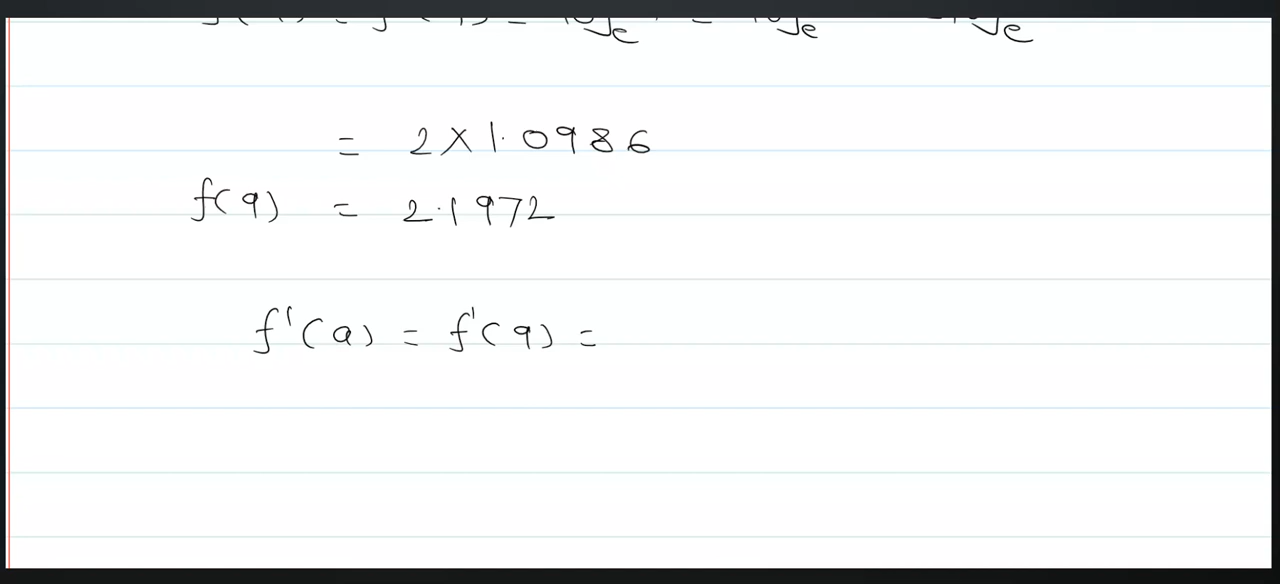 = 2 × 1.0986
f(9) = 2.1972
f'(a) = f'(9) =